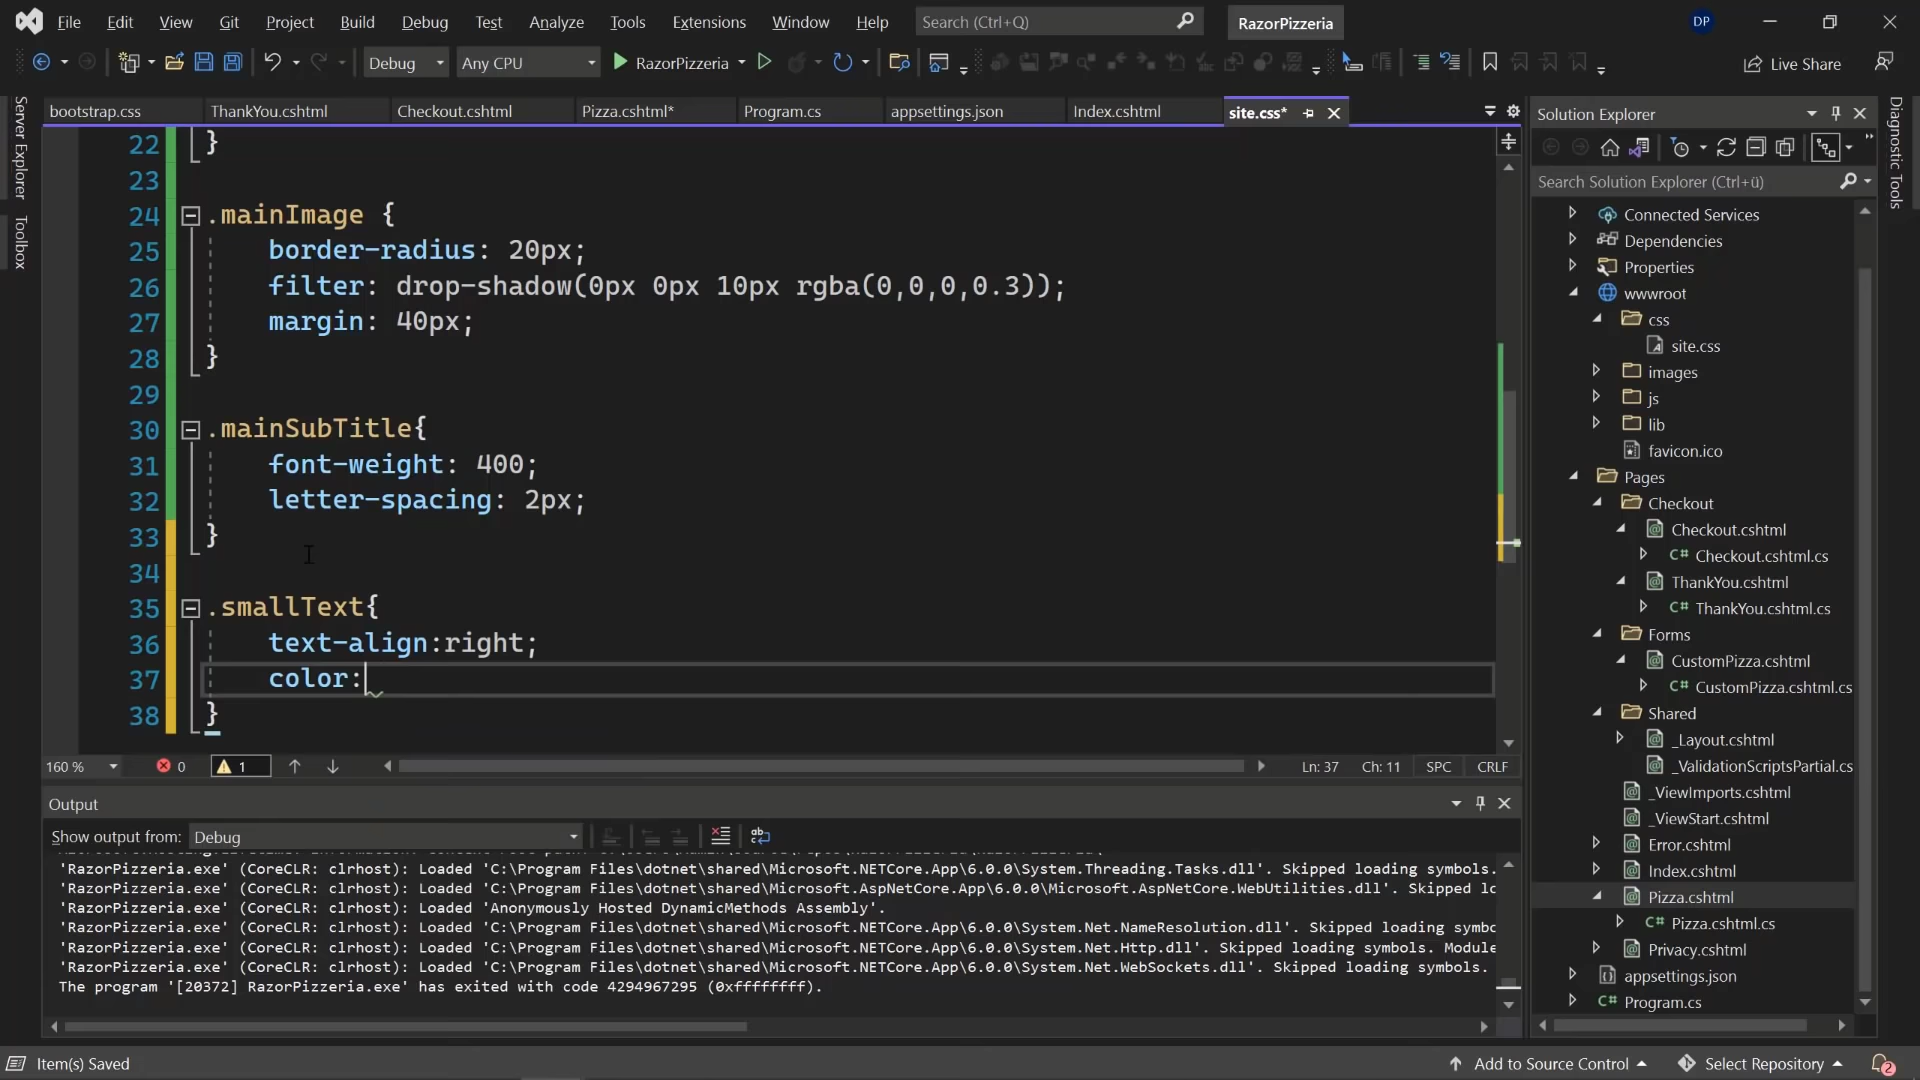 File Edit View Git Project Build Debug Test Analyze Tools Extensions Window Help Search (Ctrl+Q) RazorPizzeria DP
Debug Any CPU RazorPizzeria Live Share
bootstrap.css ThankYou.cshtml Checkout.cshtml Pizza.cshtml* Program.cs appsettings.json Index.cshtml site.css*
Server Explorer
Toolbox
22 }
23
24 .mainImage {
25 border-radius: 20px;
26 filter: drop-shadow(0px 0px 10px rgba(0,0,0,0.3));
27 margin: 40px;
28 }
29
30 .mainSubTitle{
31 font-weight: 400;
32 letter-spacing: 2px;
33 }
34
35 .smallText{
36 text-align:right;
37 color:
38 }
160 % 0 1 Ln: 37 Ch: 11 SPC CRLF
Output
Show output from: Debug
'RazorPizzeria.exe' (CoreCLR: clrhost): Loaded 'C:\Program Files\dotnet\shared\Microsoft.NETCore.App\6.0.0\System.Threading.Tasks.dll'. Skipped loading symbols.
'RazorPizzeria.exe' (CoreCLR: clrhost): Loaded 'C:\Program Files\dotnet\shared\Microsoft.AspNetCore.App\6.0.0\Microsoft.AspNetCore.WebUtilities.dll'. Skipped lo
'RazorPizzeria.exe' (CoreCLR: clrhost): Loaded 'Anonymously Hosted DynamicMethods Assembly'.
'RazorPizzeria.exe' (CoreCLR: clrhost): Loaded 'C:\Program Files\dotnet\shared\Microsoft.NETCore.App\6.0.0\System.Net.NameResolution.dll'. Skipped loading symbo
'RazorPizzeria.exe' (CoreCLR: clrhost): Loaded 'C:\Program Files\dotnet\shared\Microsoft.NETCore.App\6.0.0\System.Net.Http.dll'. Skipped loading symbols. Module
'RazorPizzeria.exe' (CoreCLR: clrhost): Loaded 'C:\Program Files\dotnet\shared\Microsoft.NETCore.App\6.0.0\System.Net.WebSockets.dll'. Skipped loading symbols.
The program '[20372] RazorPizzeria.exe' has exited with code 4294967295 (0xffffffff).
Solution Explorer
Search Solution Explorer (Ctrl+ü)
Connected Services
Dependencies
Properties
wwwroot
css
site.css
images
js
lib
favicon.ico
Pages
Checkout
Checkout.cshtml
C# Checkout.cshtml.cs
ThankYou.cshtml
C# ThankYou.cshtml.cs
Forms
CustomPizza.cshtml
C# CustomPizza.cshtml.cs
Shared
_Layout.cshtml
_ValidationScriptsPartial.cs
_ViewImports.cshtml
_ViewStart.cshtml
Error.cshtml
Index.cshtml
Pizza.cshtml
C# Pizza.cshtml.cs
Privacy.cshtml
appsettings.json
C# Program.cs
Diagnostic Tools
Item(s) Saved Add to Source Control Select Repository 2